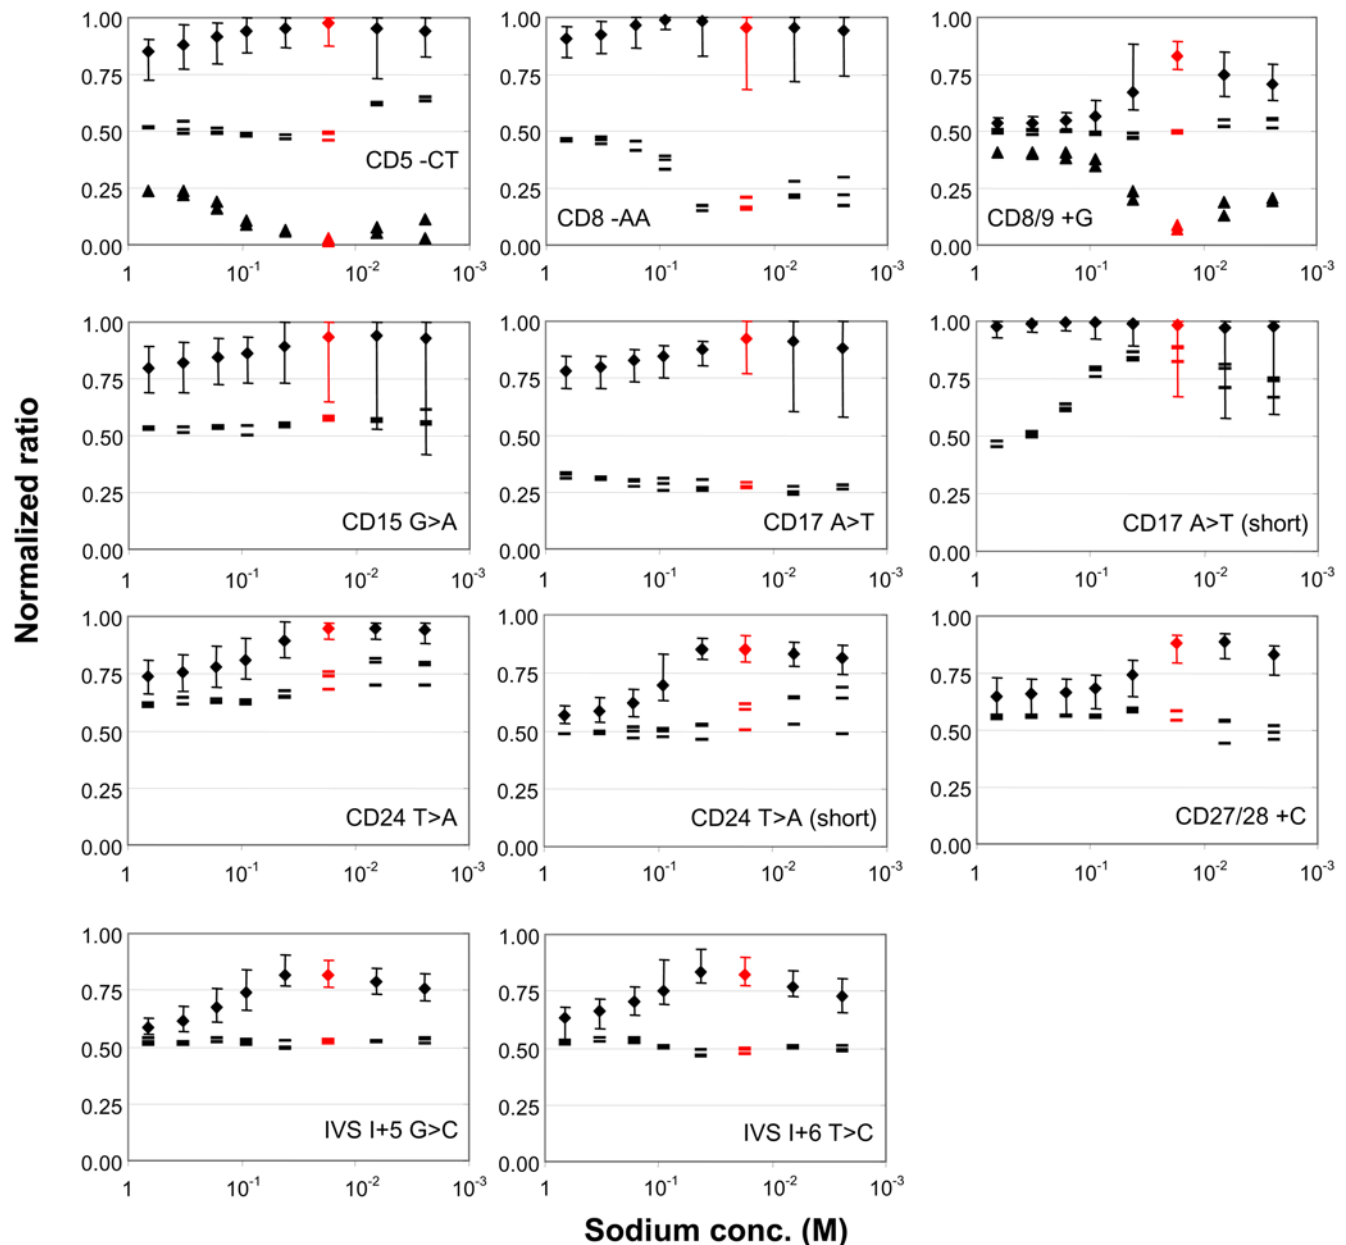 Normalized ratio
1.00
0.75
0.50
0.25
0.00
CD5 -CT
1 10⁻¹ 10⁻² 10⁻³
1.00
0.75
0.50
0.25
0.00
CD8 -AA
1 10⁻¹ 10⁻² 10⁻³
1.00
0.75
0.50
0.25
0.00
CD8/9 +G
1 10⁻¹ 10⁻² 10⁻³
1.00
0.75
0.50
0.25
0.00
CD15 G>A
1 10⁻¹ 10⁻² 10⁻³
1.00
0.75
0.50
0.25
0.00
CD17 A>T
1 10⁻¹ 10⁻² 10⁻³
1.00
0.75
0.50
0.25
0.00
CD17 A>T (short)
1 10⁻¹ 10⁻² 10⁻³
1.00
0.75
0.50
0.25
0.00
CD24 T>A
1 10⁻¹ 10⁻² 10⁻³
1.00
0.75
0.50
0.25
0.00
CD24 T>A (short)
1 10⁻¹ 10⁻² 10⁻³
1.00
0.75
0.50
0.25
0.00
CD27/28 +C
1 10⁻¹ 10⁻² 10⁻³
1.00
0.75
0.50
0.25
0.00
IVS I+5 G>C
1 10⁻¹ 10⁻² 10⁻³
1.00
0.75
0.50
0.25
0.00
IVS I+6 T>C
1 10⁻¹ 10⁻² 10⁻³
Sodium conc. (M)